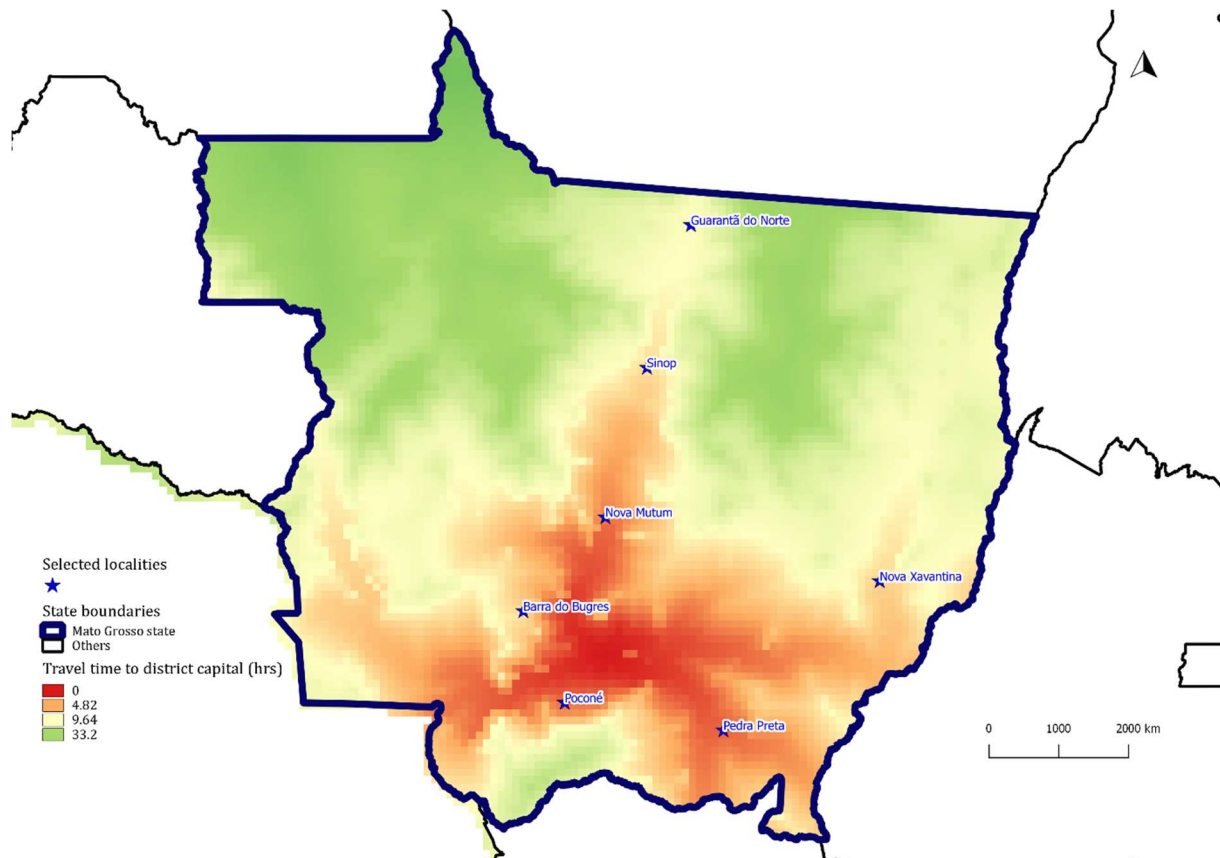 Guarantã do Norte
Sinop
Nova Mutum
Nova Xavantina
Barra do Bugres
Poconé
Pedra Preta
Selected localities
State boundaries
Mato Grosso state
Others
Travel time to district capital (hrs)
0
4.82
9.64
33.2
0 1000 2000 km